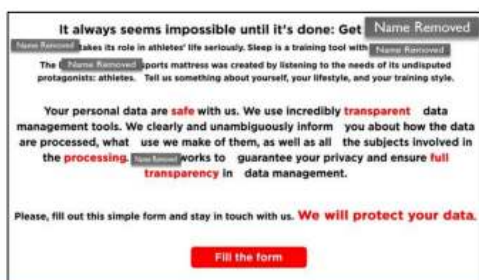 It always seems impossible until it's done: Get Name Removed
Name Removed takes its role in athletes' life seriously. Sleep is a training tool with Name Removed
The Name Removed sports mattress was created by listening to the needs of its undisputed
protagonists: athletes. Tell us something about yourself, your lifestyle, and your training style.
Your personal data are safe with us. We use incredibly transparent data
management tools. We clearly and unambiguously inform you about how the data
are processed, what use we make of them, as well as all the subjects involved in
the processing. Name Removed works to guarantee your privacy and ensure full
transparency in data management.
Please, fill out this simple form and stay in touch with us. We will protect your data.
Fill the form